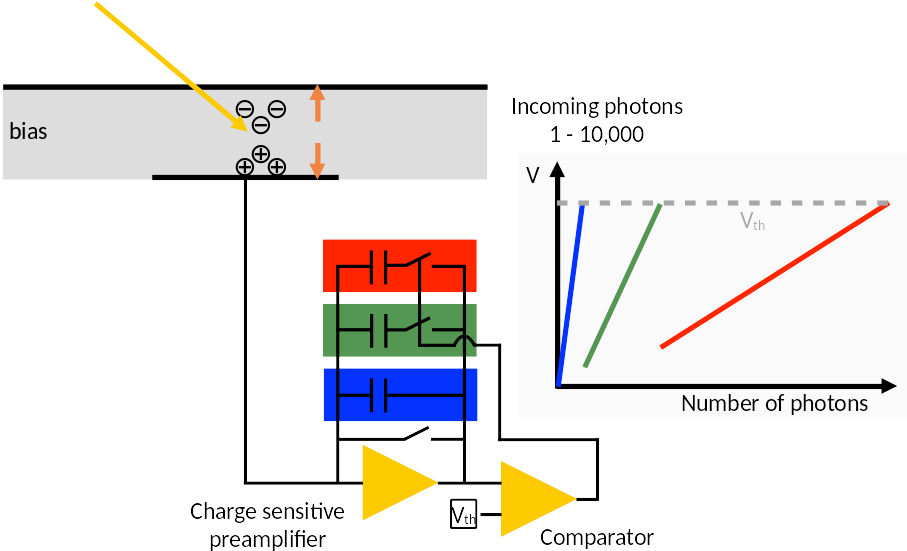 bias
Incoming photons
1 - 10,000
V
Vth
Number of photons
Charge sensitive
preamplifier
Vth
Comparator